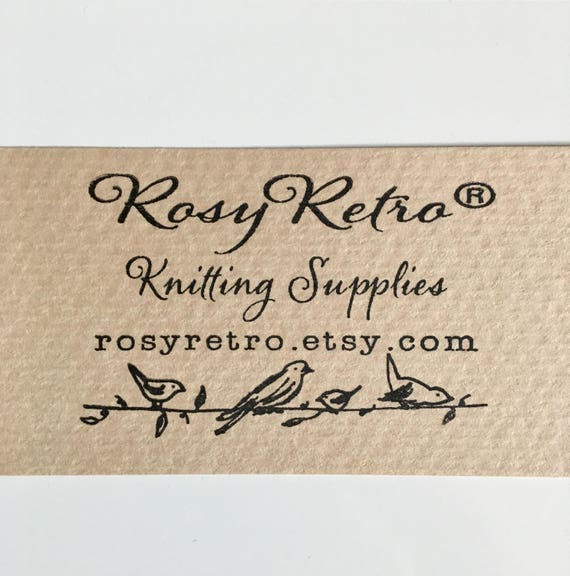 RosyRetro®
Knitting Supplies
rosyretro.etsy.com